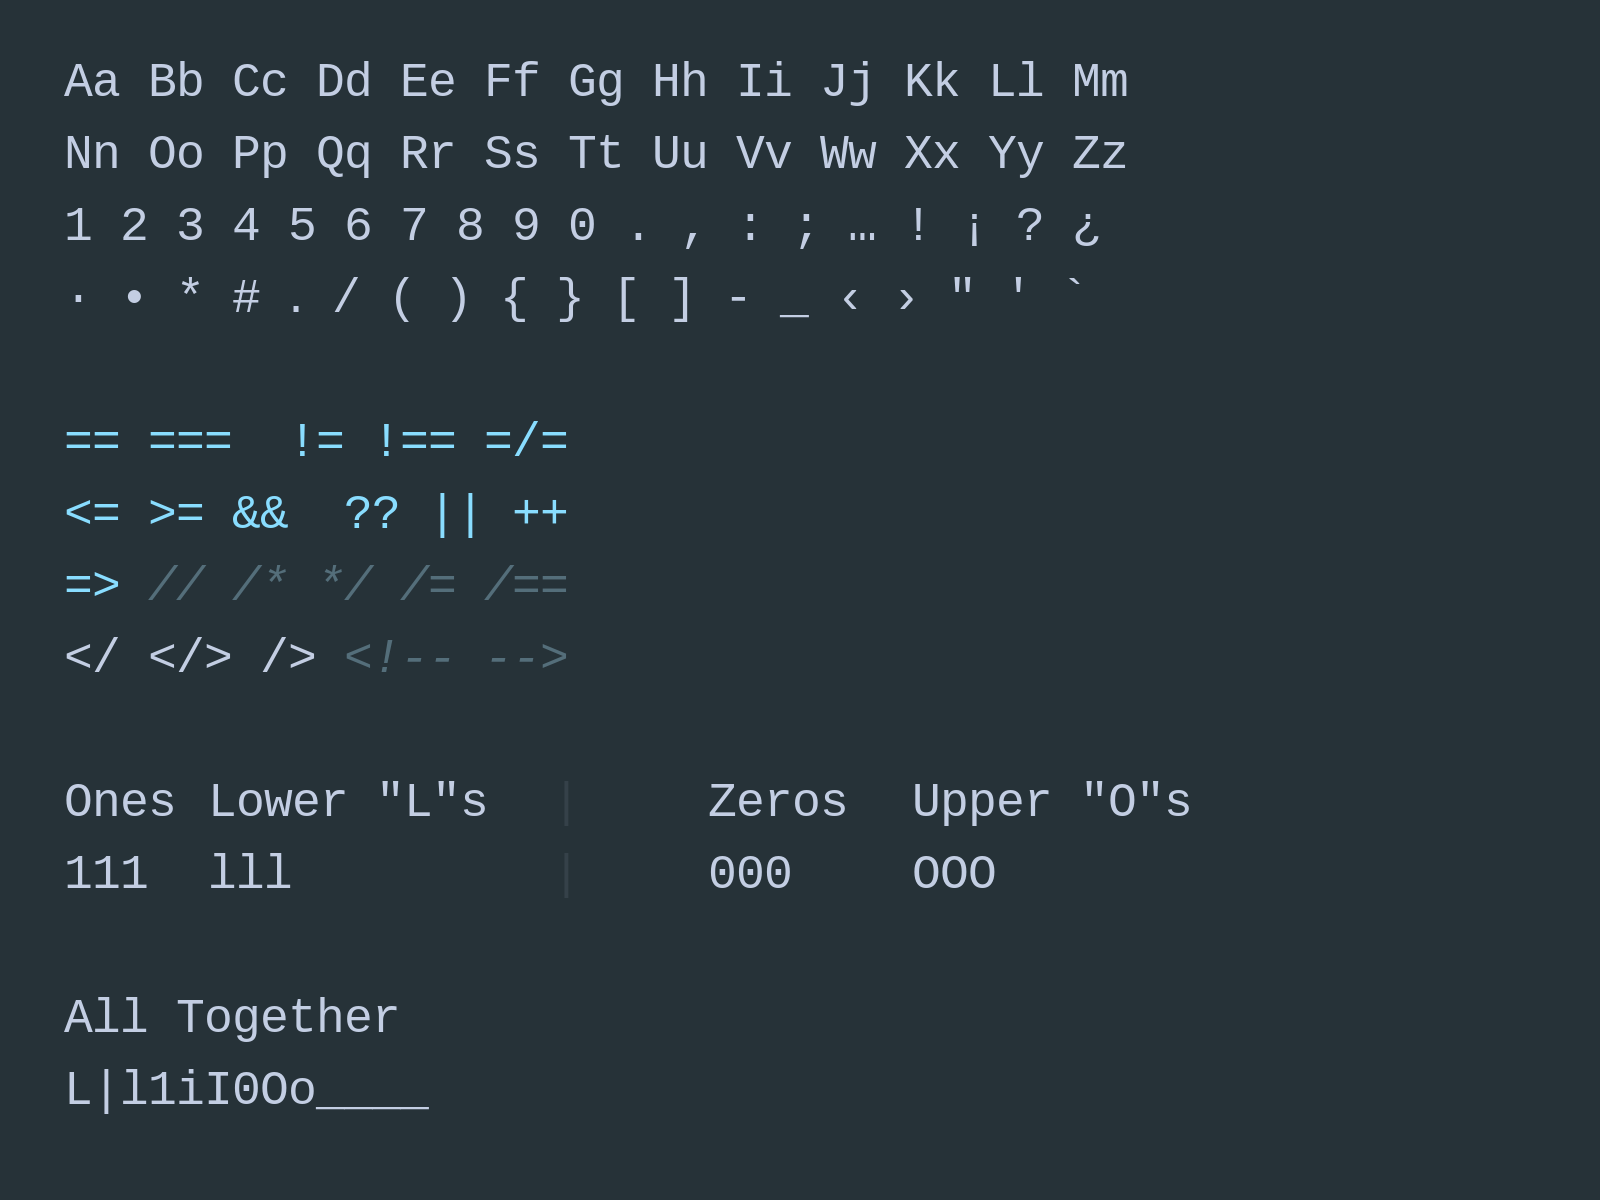 Aa Bb Cc Dd Ee Ff Gg Hh Ii Jj Kk Ll Mm
Nn Oo Pp Qq Rr Ss Tt Uu Vv Ww Xx Yy Zz
1 2 3 4 5 6 7 8 9 0 . , : ; … ! ¡ ? ¿
· • * # . / ( ) { } [ ] - _ ‹ › " ' `
== ===  != !== =/=
<= >= &&  ?? || ++
=> // /* */ /= /==
</ </> /> <!-- -->
Ones Lower "L"s | Zeros Upper "O"s
111 lll | 000 OOO
All Together
L|l1iI0Oo____